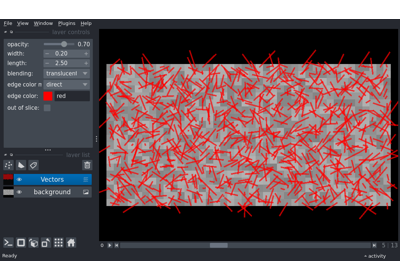 File View Window Plugins Help
layer controls
opacity: 0.70
width: 0.20
length: 2.50
blending: translucent
edge color m direct
edge color: red
out of slice:
layer list
Vectors
background
0 5 13
Ready activity